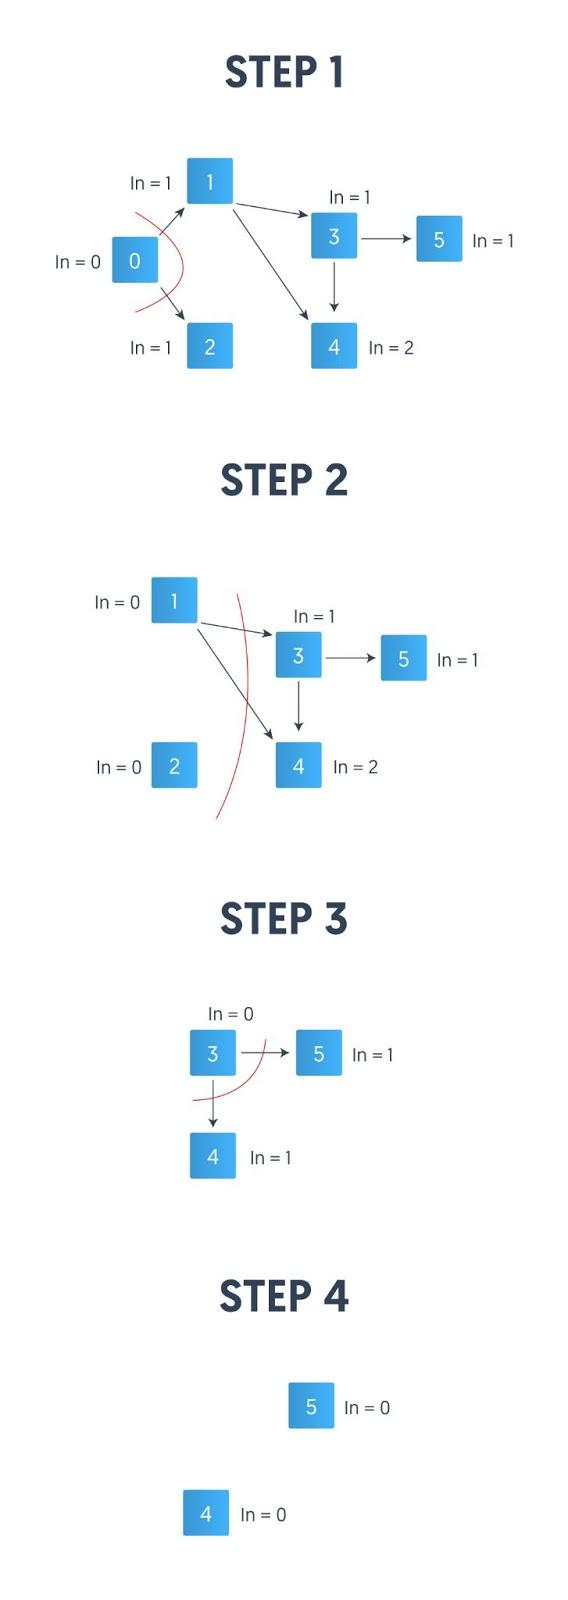 STEP 1
In = 1 1
In = 1
3
5 In = 1
In = 0 0
In = 1 2
4 In = 2
STEP 2
In = 0 1
In = 1
3
5 In = 1
In = 0 2
4 In = 2
STEP 3
In = 0
3
5 In = 1
4 In = 1
STEP 4
5 In = 0
4 In = 0